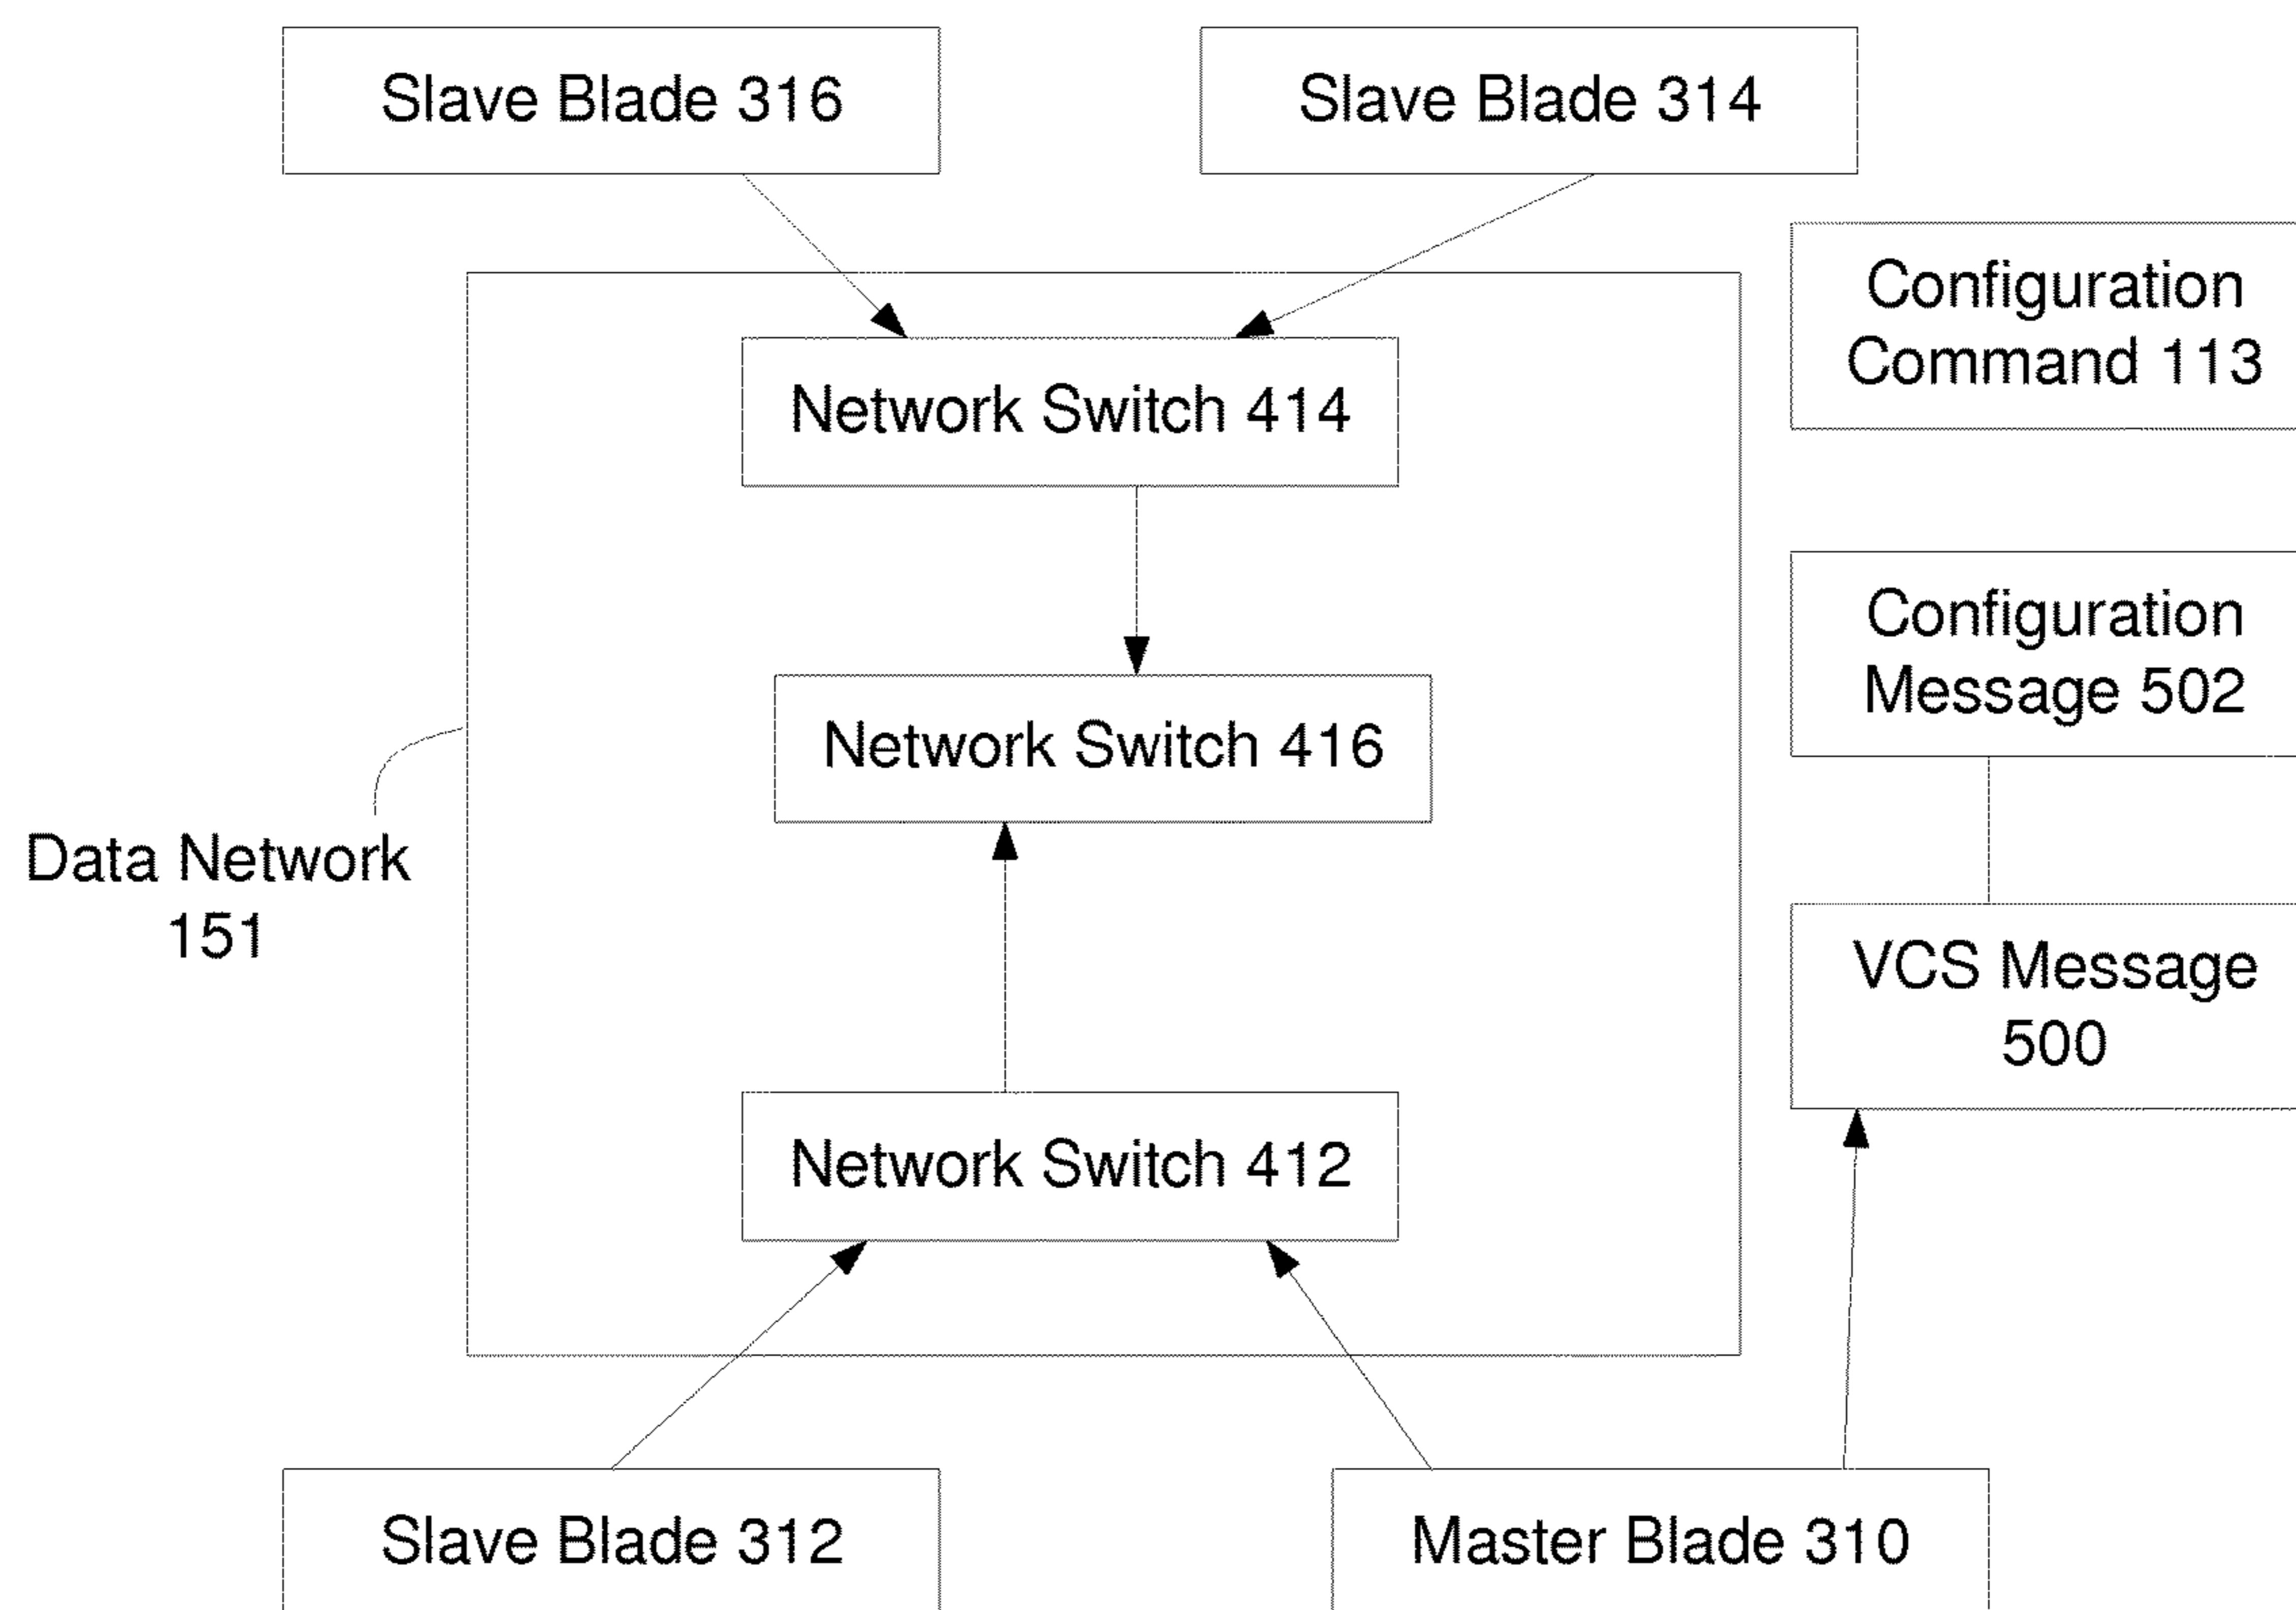 Slave Blade 316
Slave Blade 314
Configuration
Command 113
Network Switch 414
Configuration
Message 502
Network Switch 416
Data Network
151
VCS Message
500
Network Switch 412
Slave Blade 312
Master Blade 310